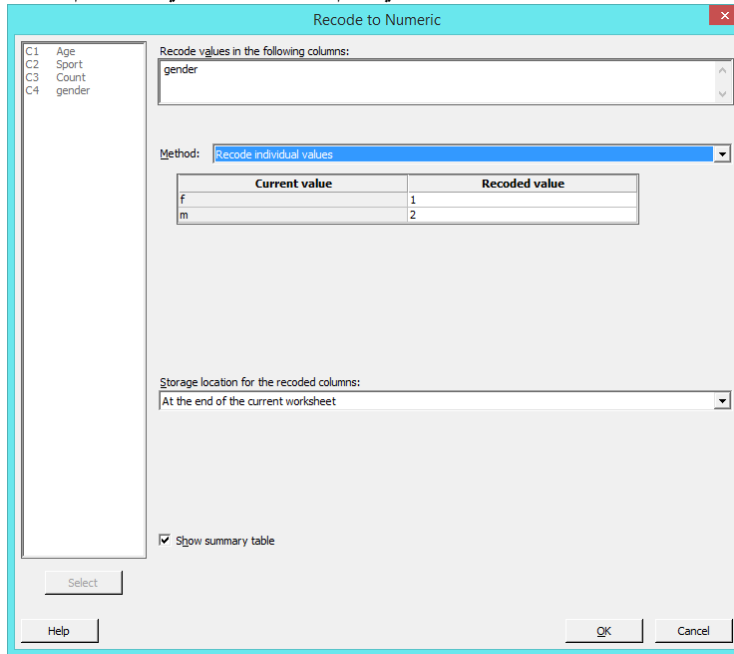 Recode to Numeric
C1 Age
C2 Sport
C3 Count
C4 gender
Recode values in the following columns:
gender
Method: Recode individual values
Current value Recoded value
f 1
m 2
Storage location for the recoded columns:
At the end of the current worksheet
Show summary table
Select
Help OK Cancel